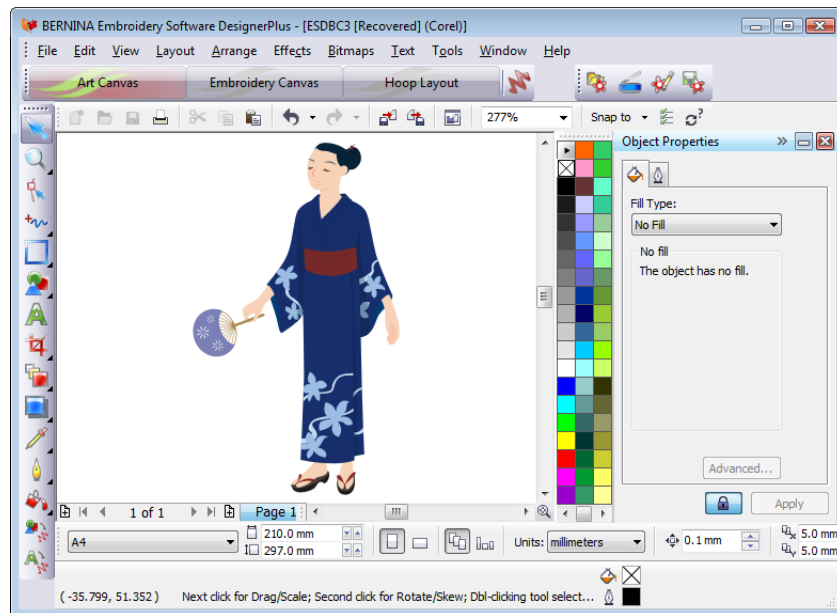 BERNINA Embroidery Software DesignerPlus - [ESDBC3 [Recovered] (Corel)]
File Edit View Layout Arrange Effects Bitmaps Text Tools Window Help
Art Canvas Embroidery Canvas Hoop Layout
277% Snap to
Object Properties
Fill Type:
No Fill
No fill
The object has no fill.
Advanced...
Apply
1 of 1 Page 1
A4 210.0 mm 297.0 mm Units: millimeters 0.1 mm 5.0 mm 5.0 mm
( -35.799, 51.352 ) Next click for Drag/Scale; Second click for Rotate/Skew; Dbl-clicking tool select...